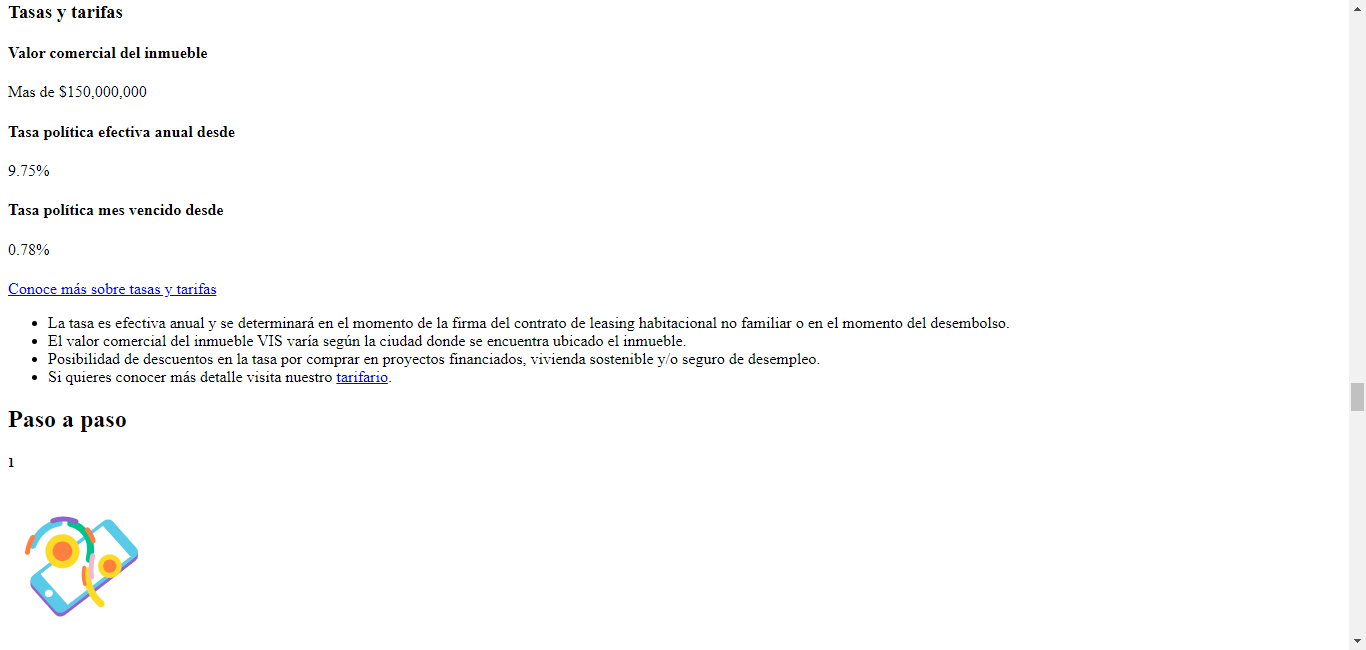 Tasas y tarifas
Valor comercial del inmueble
Mas de $150,000,000
Tasa política efectiva anual desde
9.75%
Tasa política mes vencido desde
0.78%
Conoce más sobre tasas y tarifas
La tasa es efectiva anual y se determinará en el momento de la firma del contrato de leasing habitacional no familiar o en el momento del desembolso.
El valor comercial del inmueble VIS varía según la ciudad donde se encuentra ubicado el inmueble.
Posibilidad de descuentos en la tasa por comprar en proyectos financiados, vivienda sostenible y/o seguro de desempleo.
Si quieres conocer más detalle visita nuestro tarifario.
Paso a paso
1